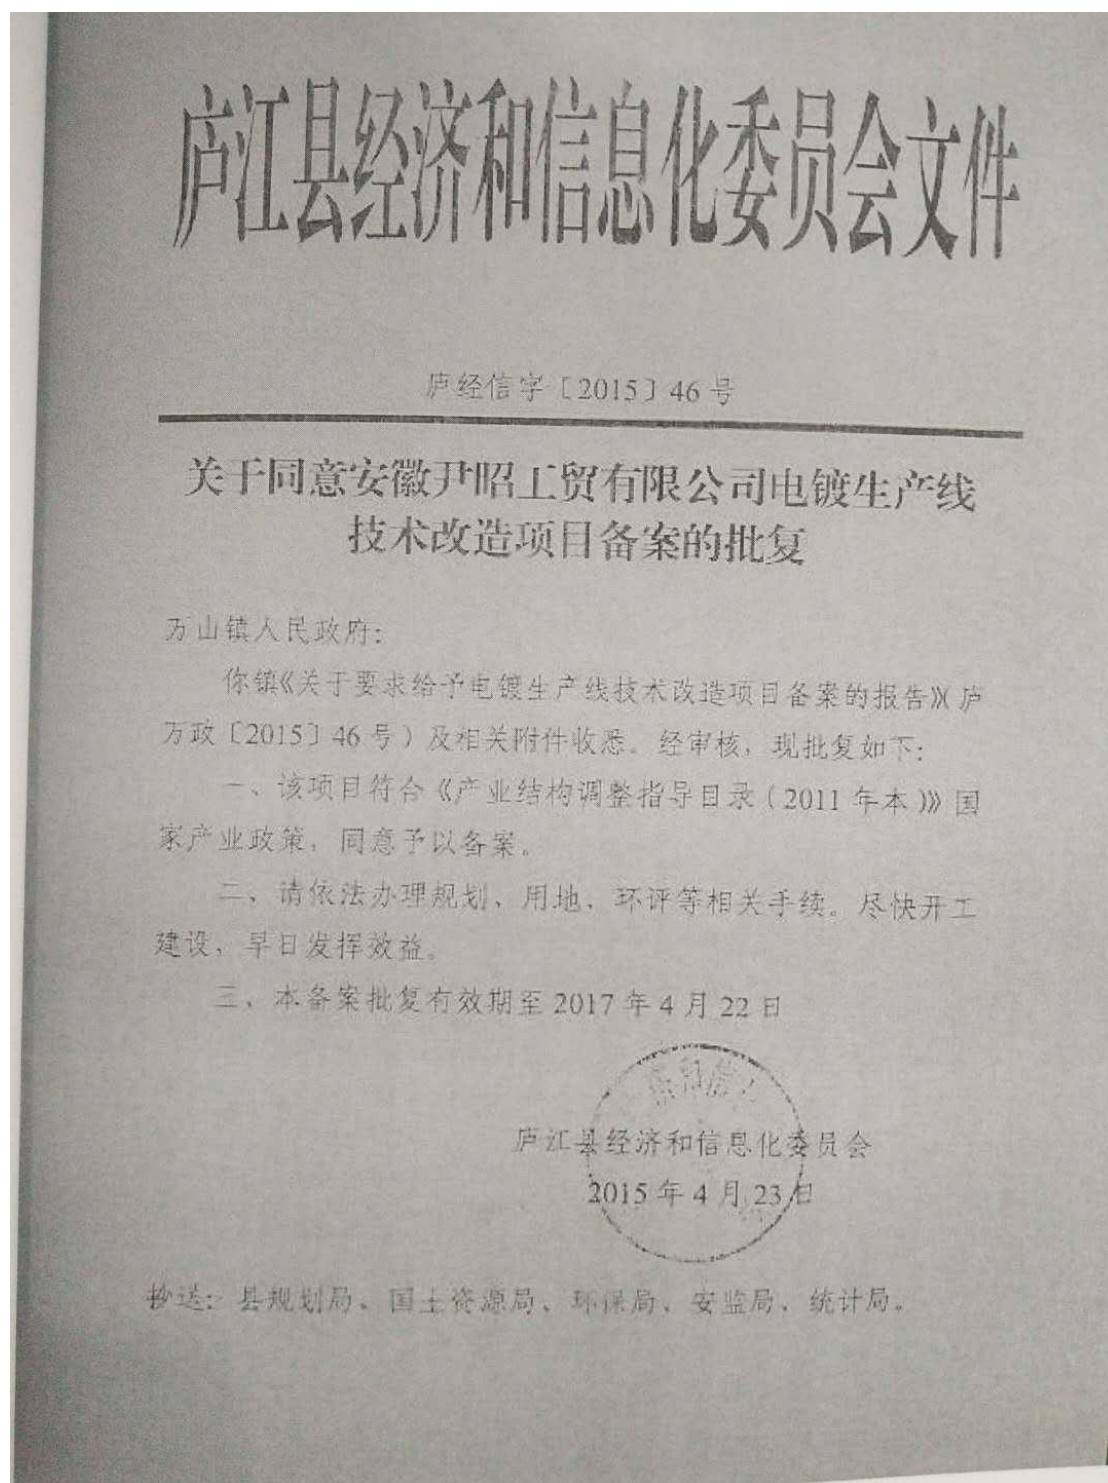 庐江县经济和信息化委员会文件
庐经信字〔2015〕46号
关于同意安徽尹昭工贸有限公司电镀生产线
技术改造项目备案的批复
万山镇人民政府:
你镇《关于要求给予电镀生产线技术改造项目备案的报告》(庐
万政〔2015〕46号)及相关附件收悉。经审核,现批复如下:
一、该项目符合《产业结构调整指导目录(2011年本)》国
家产业政策,同意予以备案。
二、请依法办理规划、用地、环评等相关手续。尽快开工
建设,早日发挥效益。
三、本备案批复有效期至2017年4月22日
庐江县经济和信息化委员会
2015年4月23日
抄送:县规划局、国土资源局、环保局、安监局、统计局。